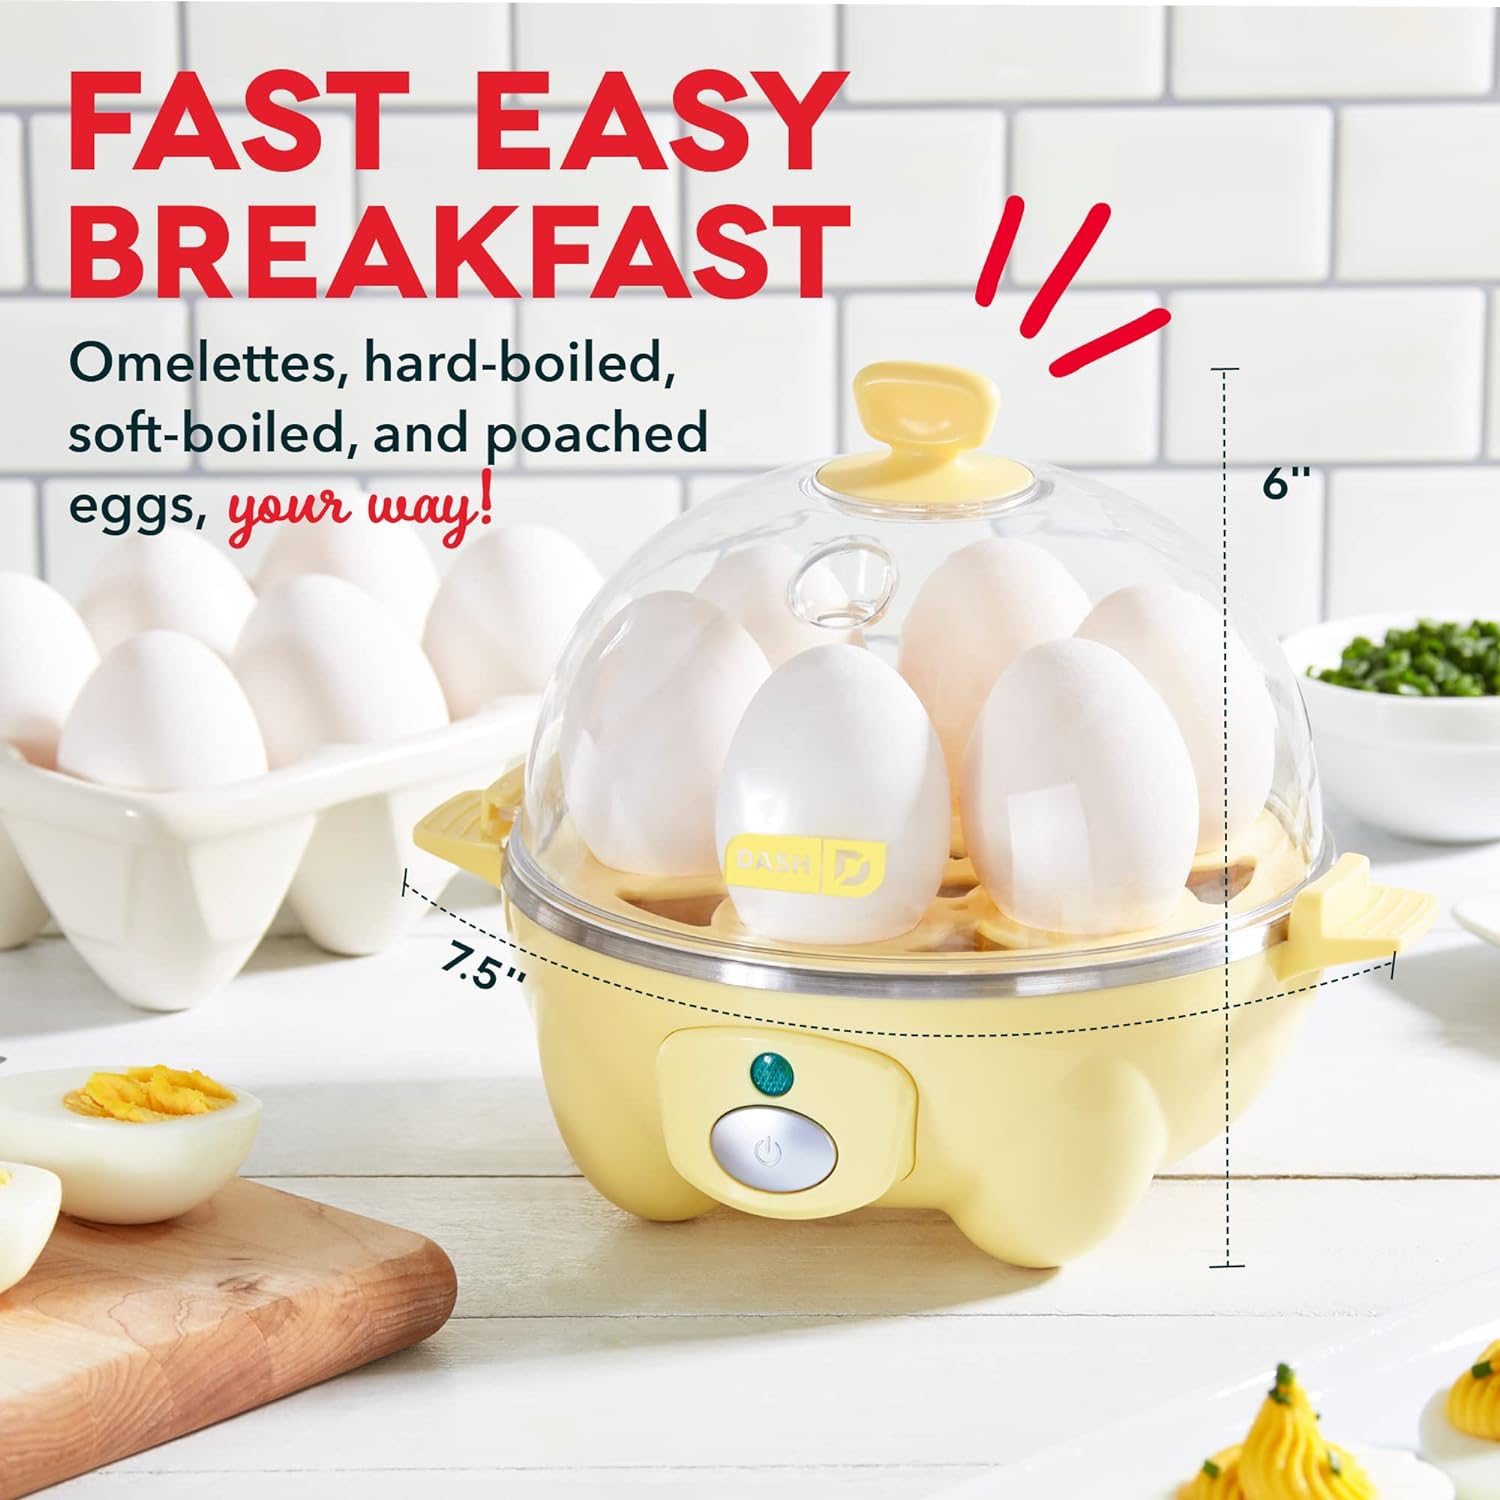 FAST EASY
BREAKFAST
Omelettes, hard-boiled,
soft-boiled, and poached
eggs, your way!
6"
DASH D
7.5"